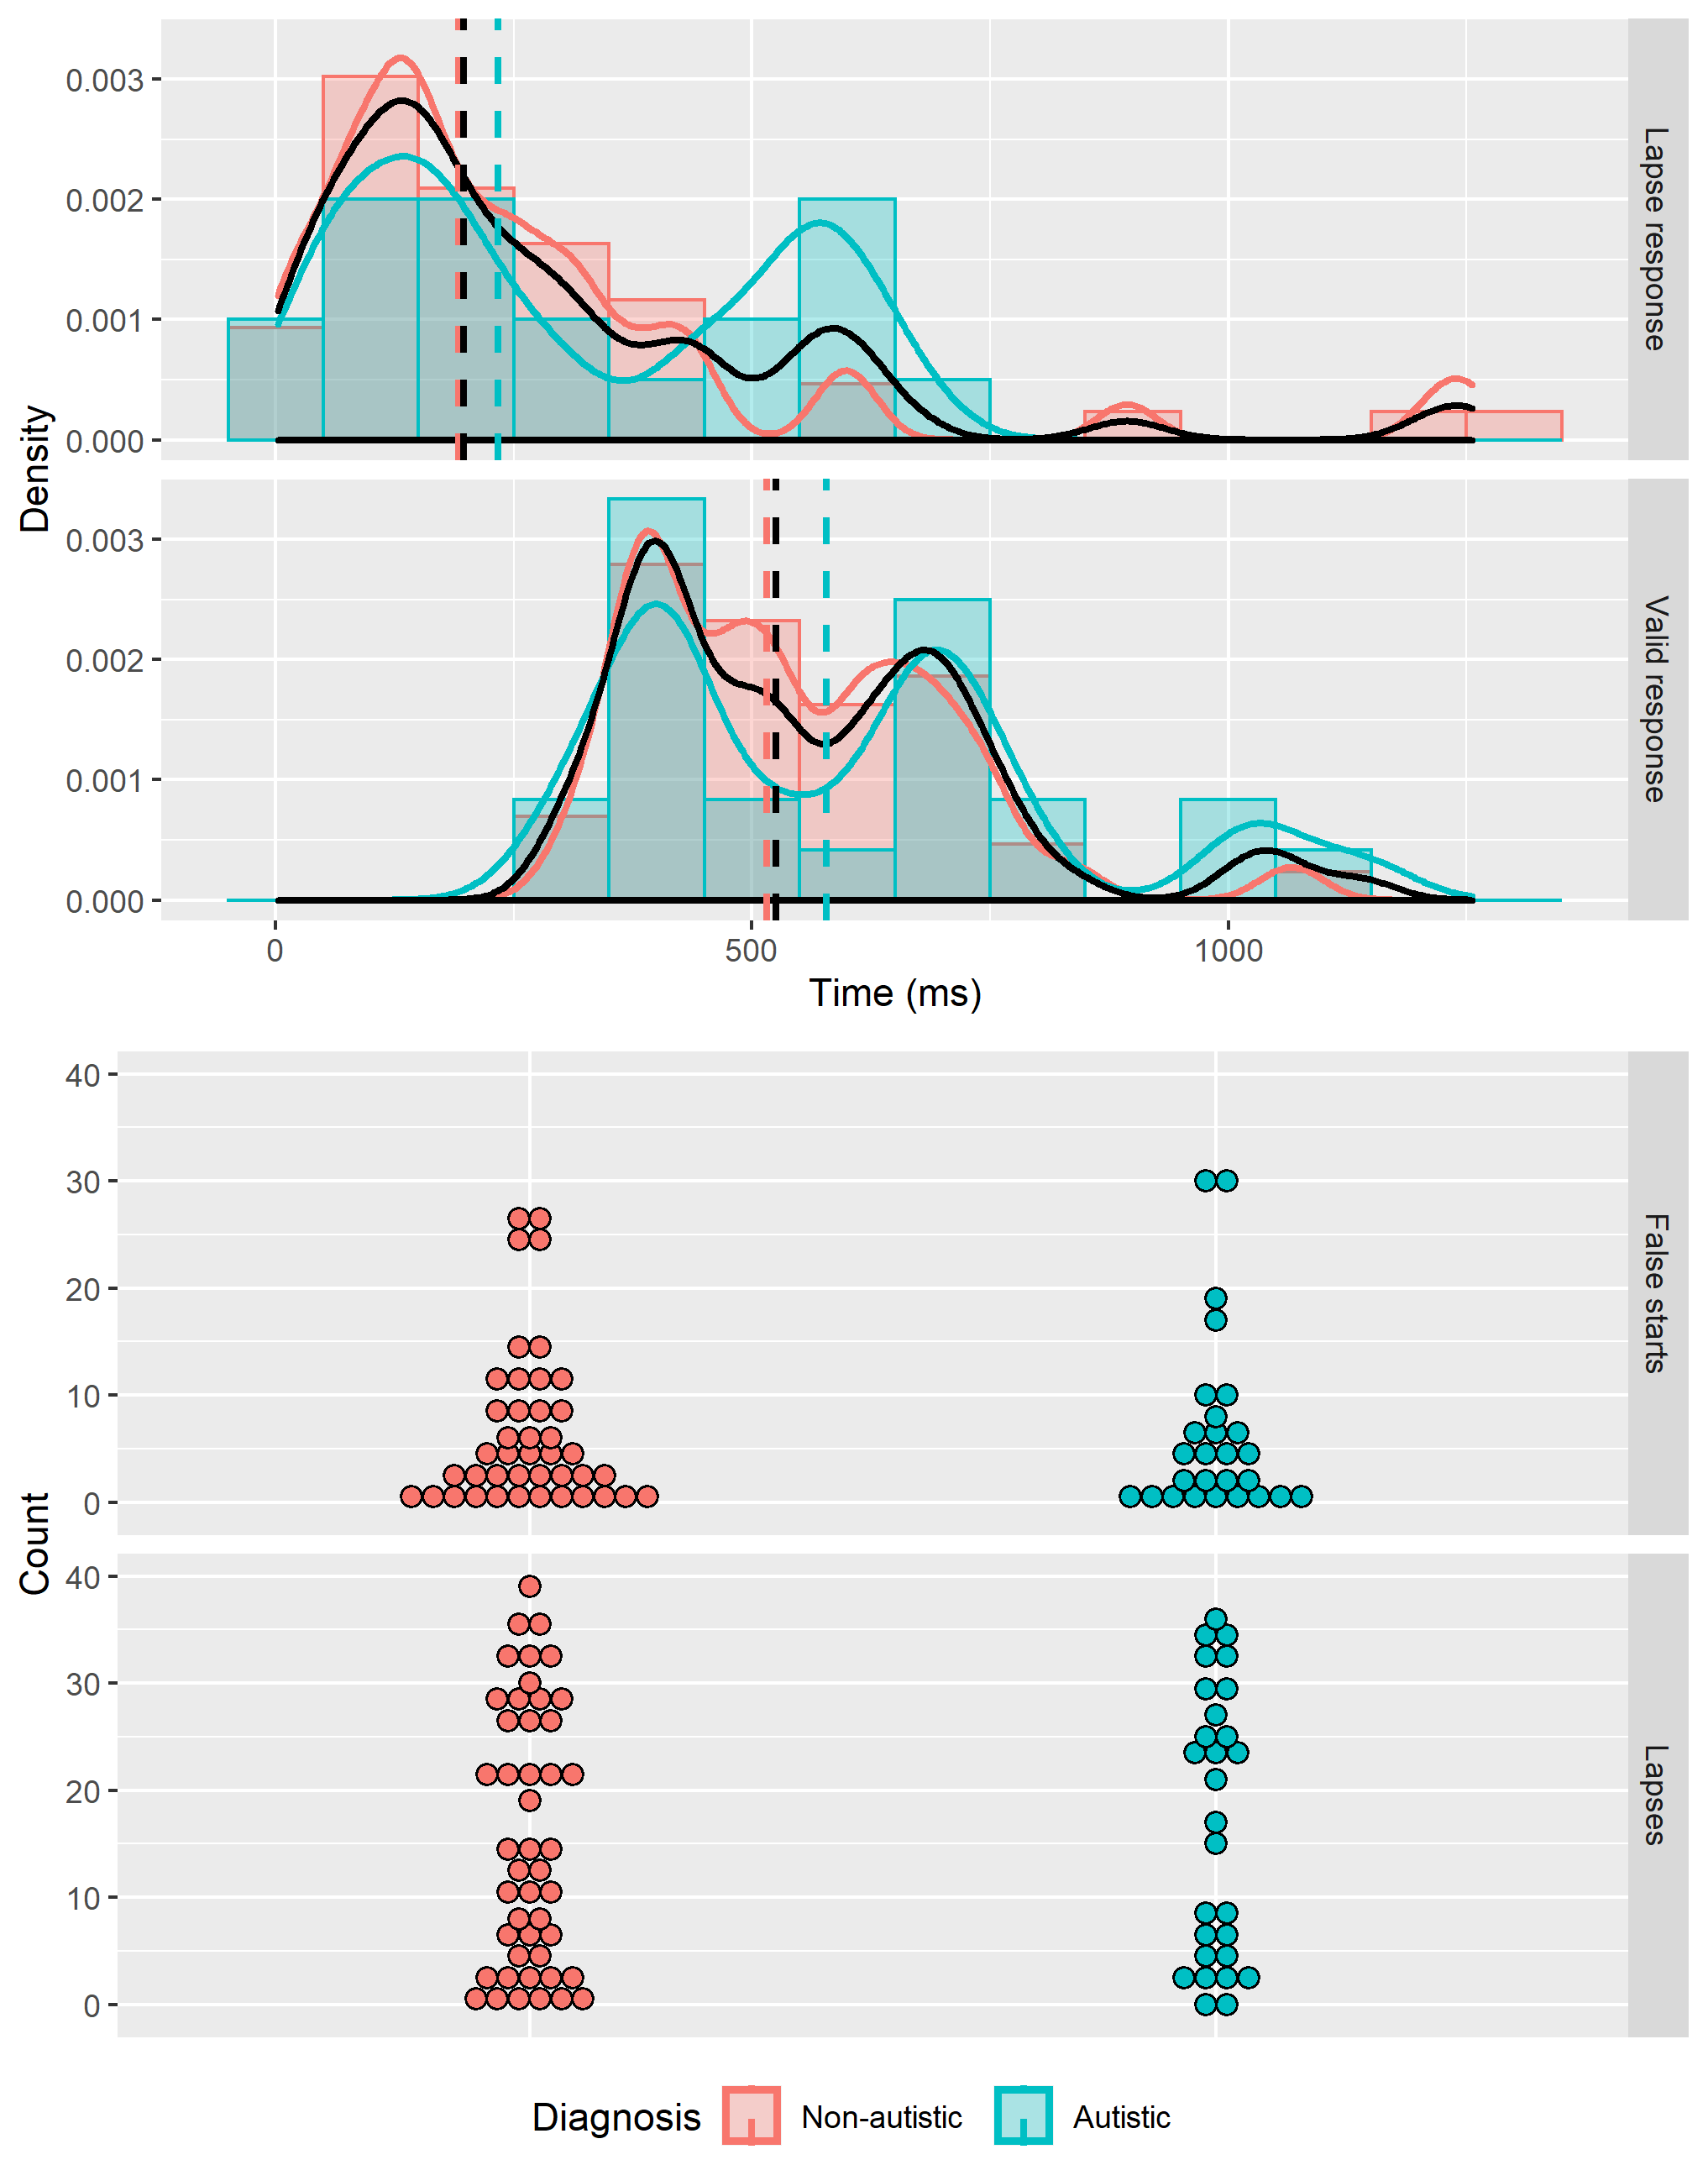 0.003
0.002
0.001
0.000
Lapse response
Density
0.003
0.002
0.001
0.000
Valid response
0 500 1000
Time (ms)
40
30
20
10
0
False starts
Count
40
30
20
10
0
Lapses
Diagnosis Non-autistic Autistic